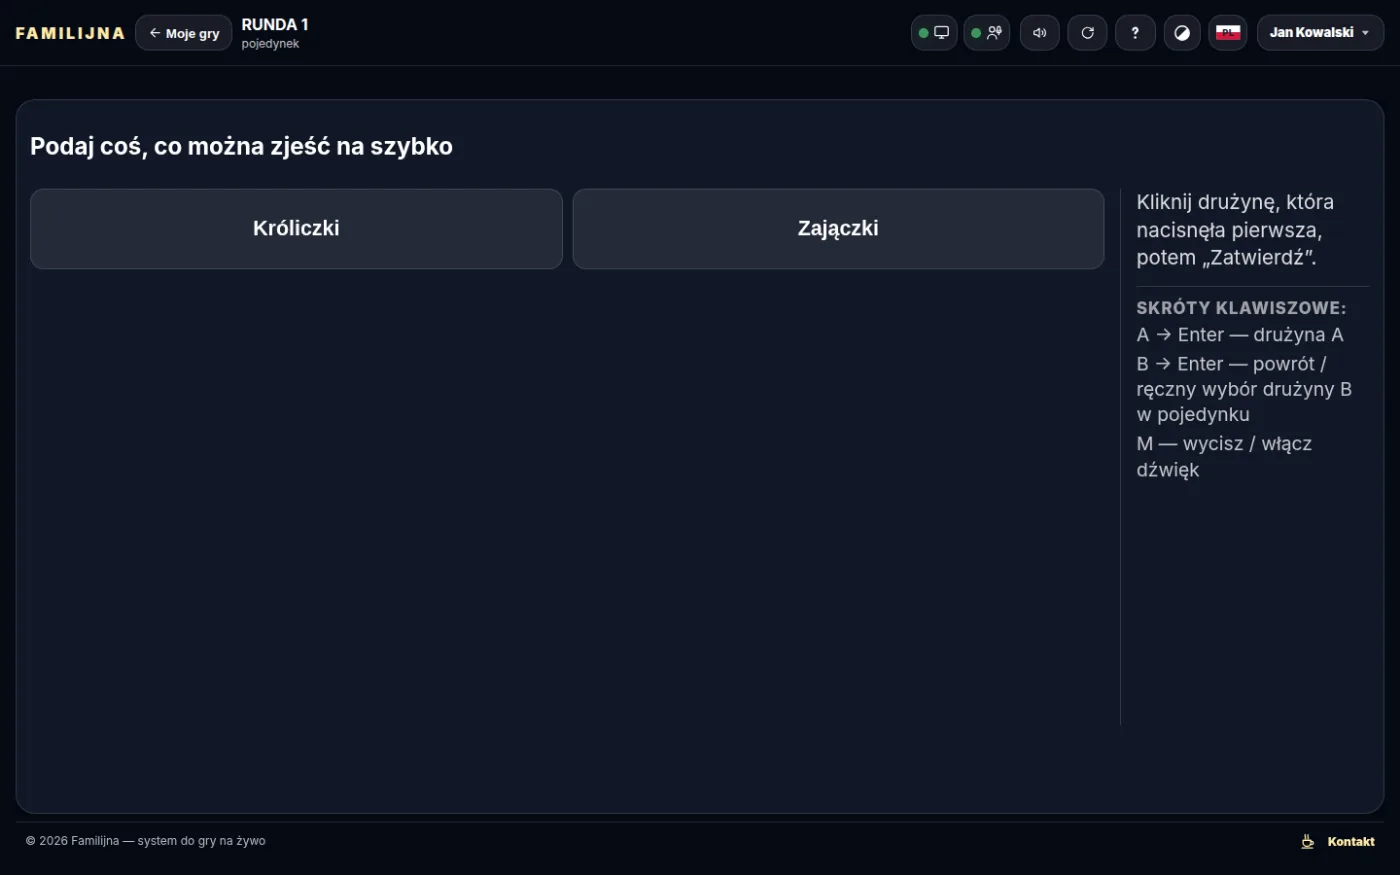 FAMILIJNA
← Moje gry
RUNDA 1
pojedynek
?
PL
Jan Kowalski
Podaj coś, co można zjeść na szybko
Króliczki
Zajączki
Kliknij drużynę, która
nacisnęła pierwsza,
potem „Zatwierdź”.
SKRÓTY KLAWISZOWE:
A → Enter — drużyna A
B → Enter — powrót /
ręczny wybór drużyny B
w pojedynku
M — wycisz / włącz
dźwięk
© 2026 Familijna — system do gry na żywo
Kontakt